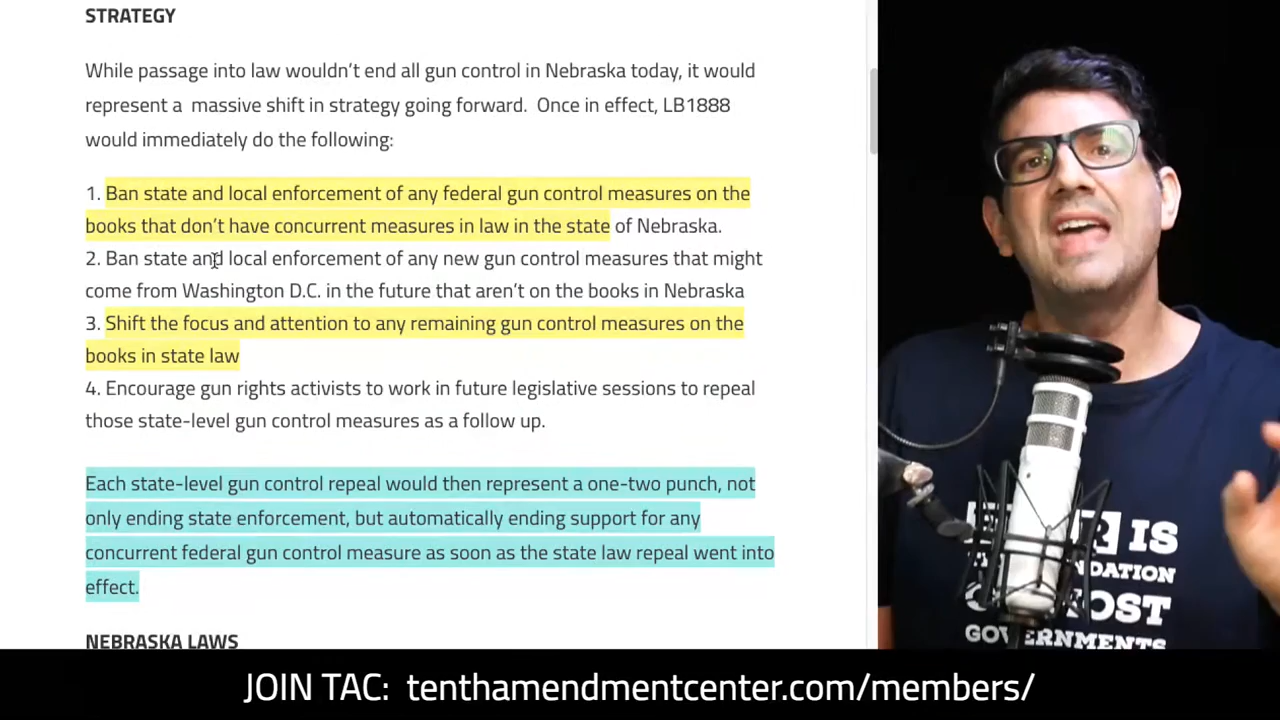 STRATEGY
While passage into law wouldn’t end all gun control in Nebraska today, it would
represent a massive shift in strategy going forward. Once in effect, LB1888
would immediately do the following:
1. Ban state and local enforcement of any federal gun control measures on the
books that don’t have concurrent measures in law in the state of Nebraska.
2. Ban state and local enforcement of any new gun control measures that might
come from Washington D.C. in the future that aren’t on the books in Nebraska
3. Shift the focus and attention to any remaining gun control measures on the
books in state law
4. Encourage gun rights activists to work in future legislative sessions to repeal
those state-level gun control measures as a follow up.
Each state-level gun control repeal would then represent a one-two punch, not
only ending state enforcement, but automatically ending support for any
concurrent federal gun control measure as soon as the state law repeal went into
effect.
NEBRASKA LAWS
IS
GOVERNMENTS
JOIN TAC: tenthamendmentcenter.com/members/